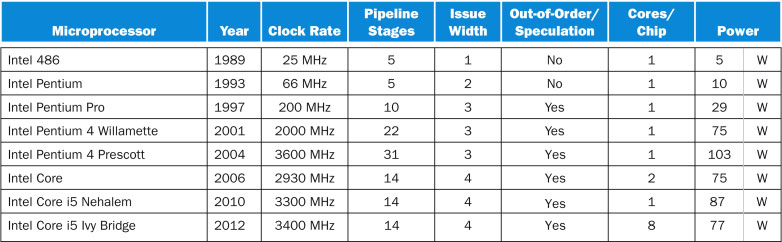 Microprocessor Year Clock Rate Pipeline Stages Issue Width Out-of-Order/ Speculation Cores/ Chip Power
Intel 486 1989 25 MHz 5 1 No 1 5 W
Intel Pentium 1993 66 MHz 5 2 No 1 10 W
Intel Pentium Pro 1997 200 MHz 10 3 Yes 1 29 W
Intel Pentium 4 Willamette 2001 2000 MHz 22 3 Yes 1 75 W
Intel Pentium 4 Prescott 2004 3600 MHz 31 3 Yes 1 103 W
Intel Core 2006 2930 MHz 14 4 Yes 2 75 W
Intel Core i5 Nehalem 2010 3300 MHz 14 4 Yes 1 87 W
Intel Core i5 Ivy Bridge 2012 3400 MHz 14 4 Yes 8 77 W